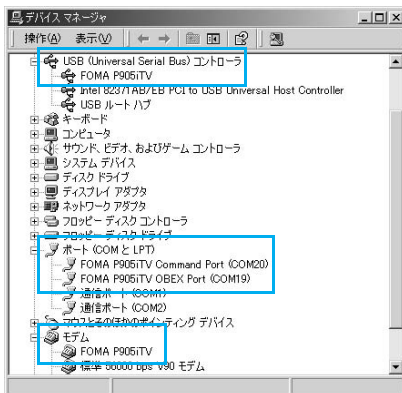 デバイス マネージャ
操作(A) 表示(V)
USB (Universal Serial Bus) コントローラ
FOMA P905iTV
Intel 82371AB/EB PCI to USB Universal Host Controller
USB ルート ハブ
キーボード
コンピュータ
サウンド、ビデオ、およびゲーム コントローラ
システム デバイス
ディスク ドライブ
ディスプレイ アダプタ
ネットワーク アダプタ
フロッピー ディスク コントローラ
フロッピー ディスク ドライブ
ポート (COM と LPT)
FOMA P905iTV Command Port (COM20)
FOMA P905iTV OBEX Port (COM19)
通信ポート (COM1)
通信ポート (COM2)
マウスとそのほかのポインティング デバイス
モデム
FOMA P905iTV
標準 56000 bps V90 モデム